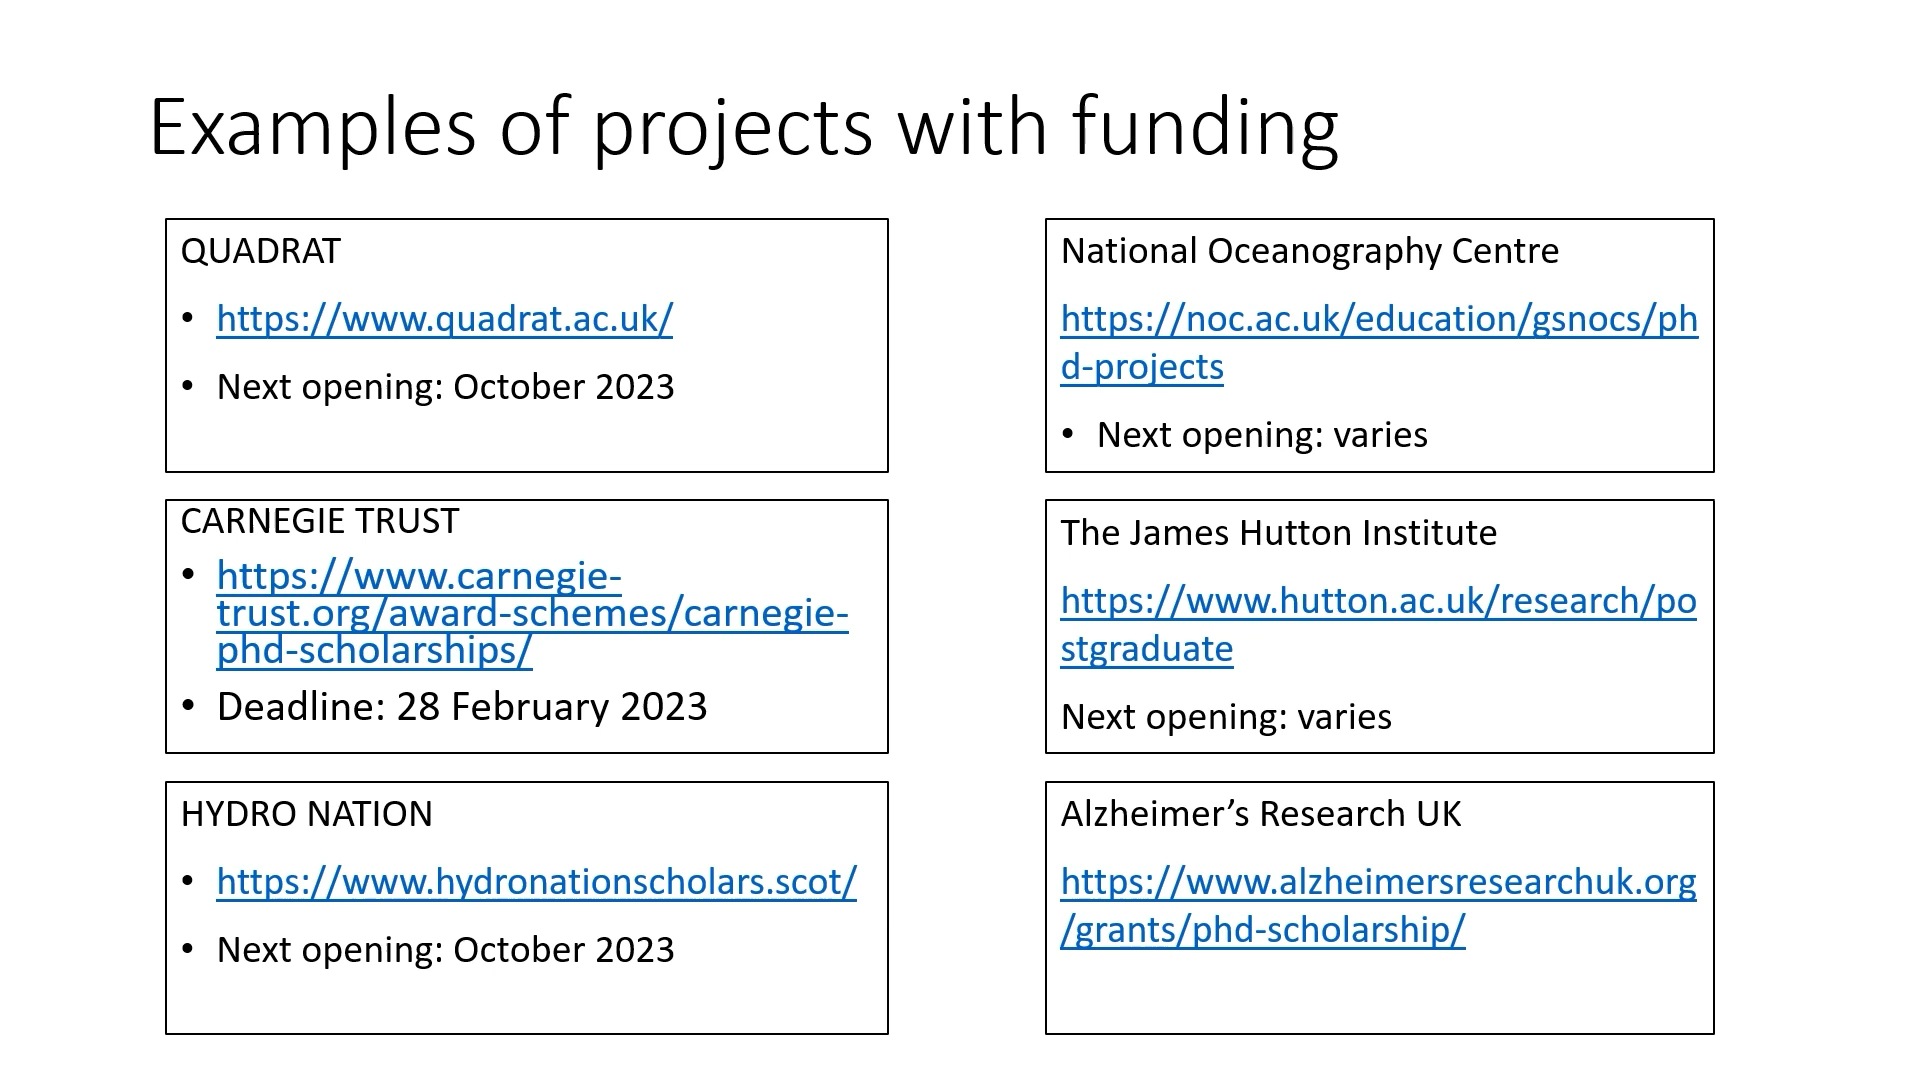 Examples of projects with funding
QUADRAT
• https://www.quadrat.ac.uk/
• Next opening: October 2023
CARNEGIE TRUST
• https://www.carnegie-
trust.org/award-schemes/carnegie-
phd-scholarships/
• Deadline: 28 February 2023
HYDRO NATION
• https://www.hydronationscholars.scot/
• Next opening: October 2023
National Oceanography Centre
https://noc.ac.uk/education/gsnocs/ph
d-projects
• Next opening: varies
The James Hutton Institute
https://www.hutton.ac.uk/research/po
stgraduate
Next opening: varies
Alzheimer’s Research UK
https://www.alzheimersresearchuk.org
/grants/phd-scholarship/